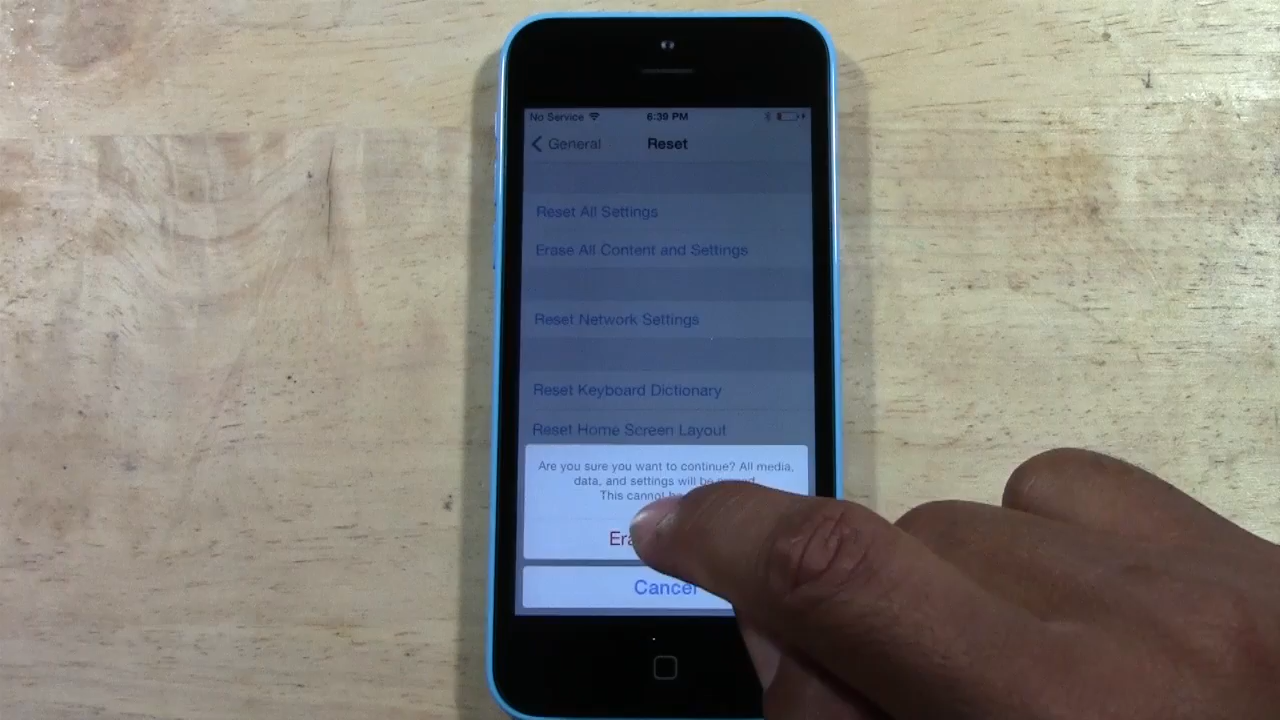 No Service 6:39 PM
General Reset
Reset All Settings
Erase All Content and Settings
Reset Network Settings
Reset Keyboard Dictionary
Reset Home Screen Layout
Are you sure you want to continue? All media,
data, and settings will be
This cannot
Cancel